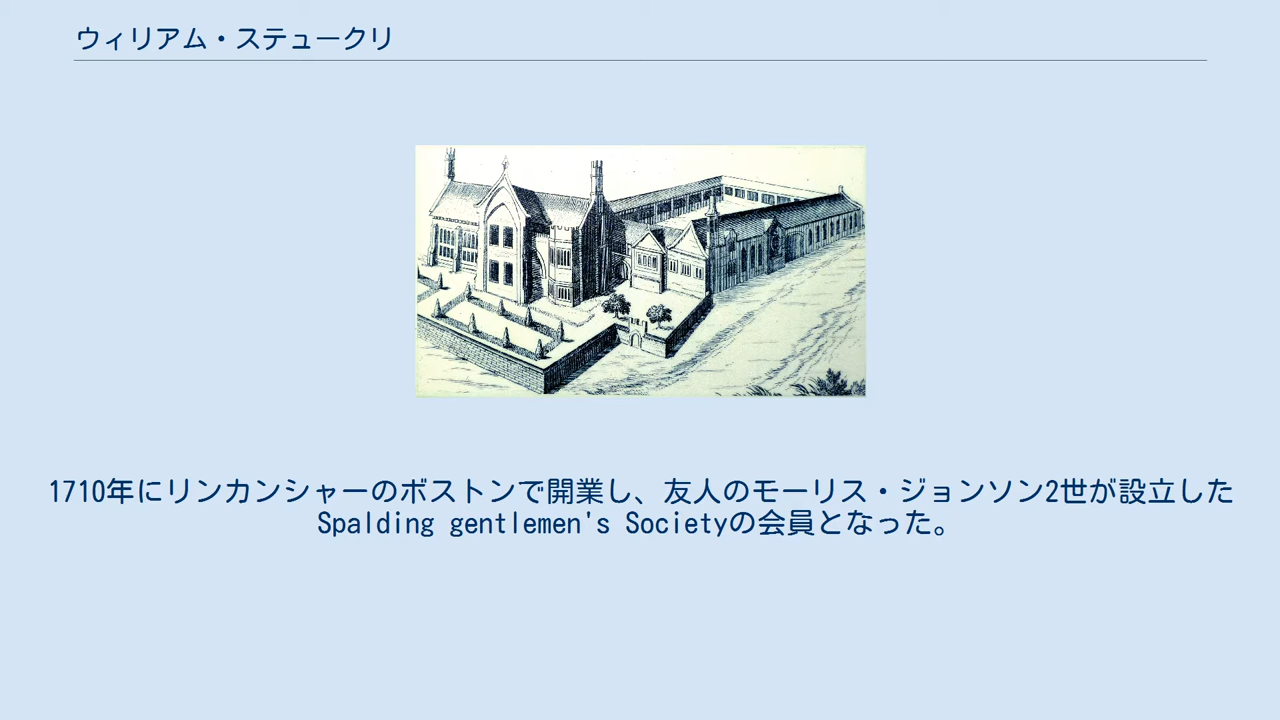 ウィリアム・ステュークリ
1710年にリンカンシャーのボストンで開業し、友人のモーリス・ジョンソン2世が設立した
Spalding gentlemen's Societyの会員となった。